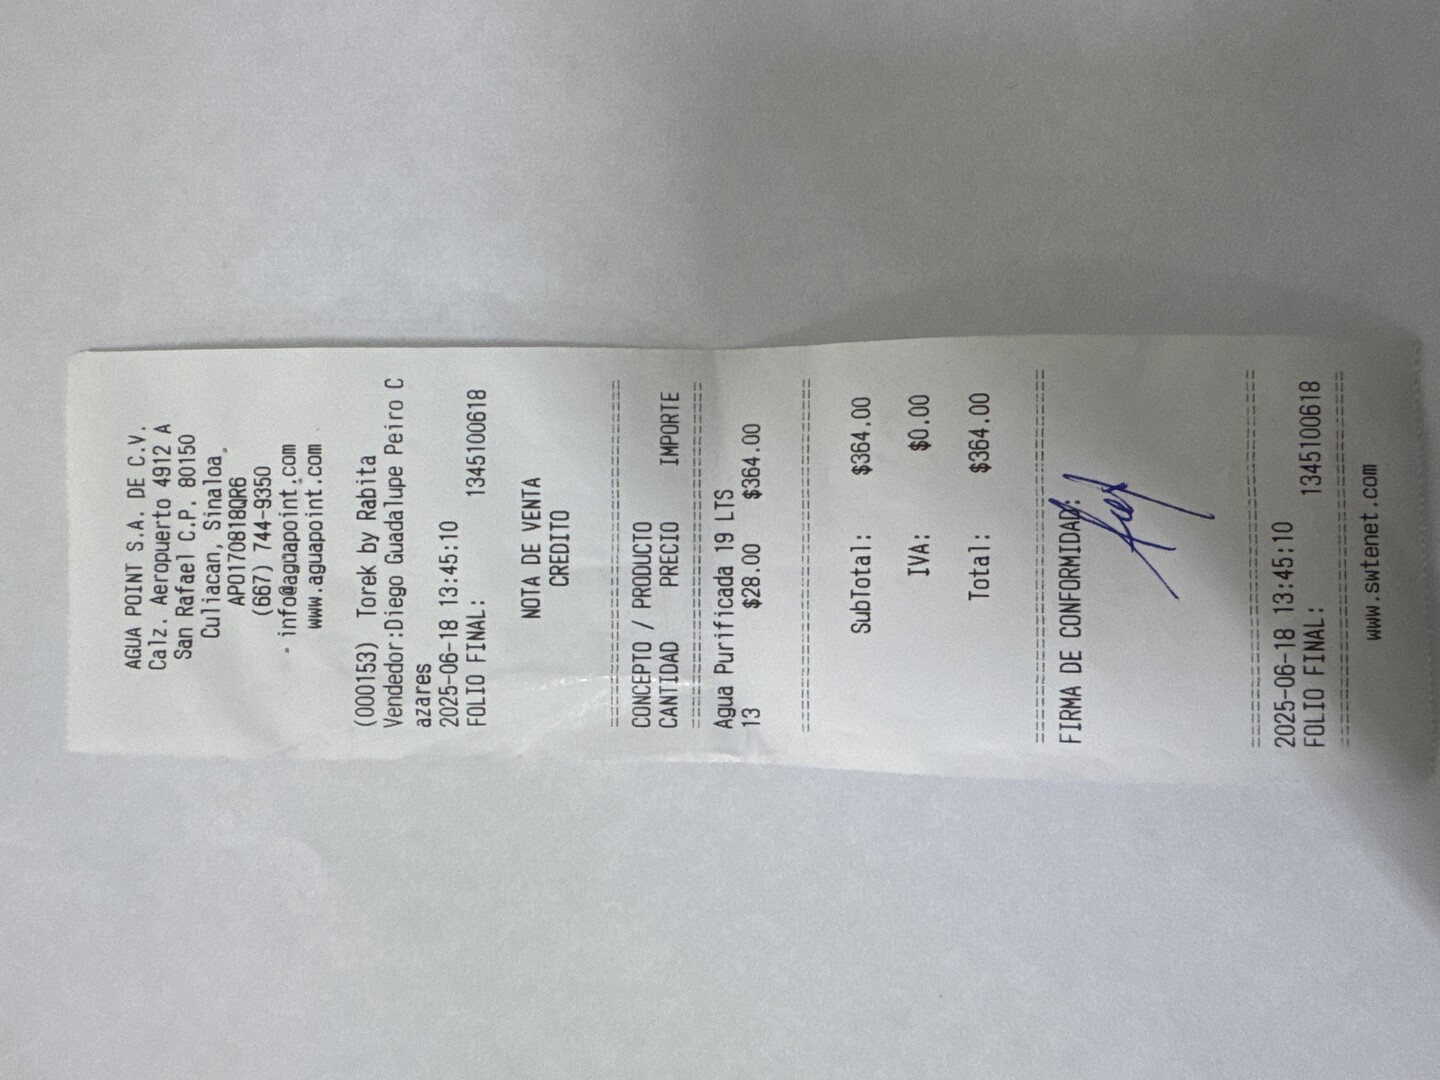 AGUA POINT S.A. DE C.V.
Calz. Aeropuerto 4912 A
San Rafael C.P. 80150
Culiacan, Sinaloa
APO170818QR6
(667) 744-9350
info@aguapoint.com
www.aguapoint.com
(000153) Torek by Rabita
Vendedor:Diego Guadalupe Peiro C
azares
2025-06-18 13:45:10
FOLIO FINAL: 1345100618
NOTA DE VENTA
CREDITO
================================
CONCEPTO / PRODUCTO
CANTIDAD PRECIO IMPORTE
================================
Agua Purificada 19 LTS
13 $28.00 $364.00
================================
SubTotal: $364.00
IVA: $0.00
Total: $364.00
================================
FIRMA DE CONFORMIDAD:
================================
2025-06-18 13:45:10
FOLIO FINAL: 1345100618
================================
www.swtenet.com